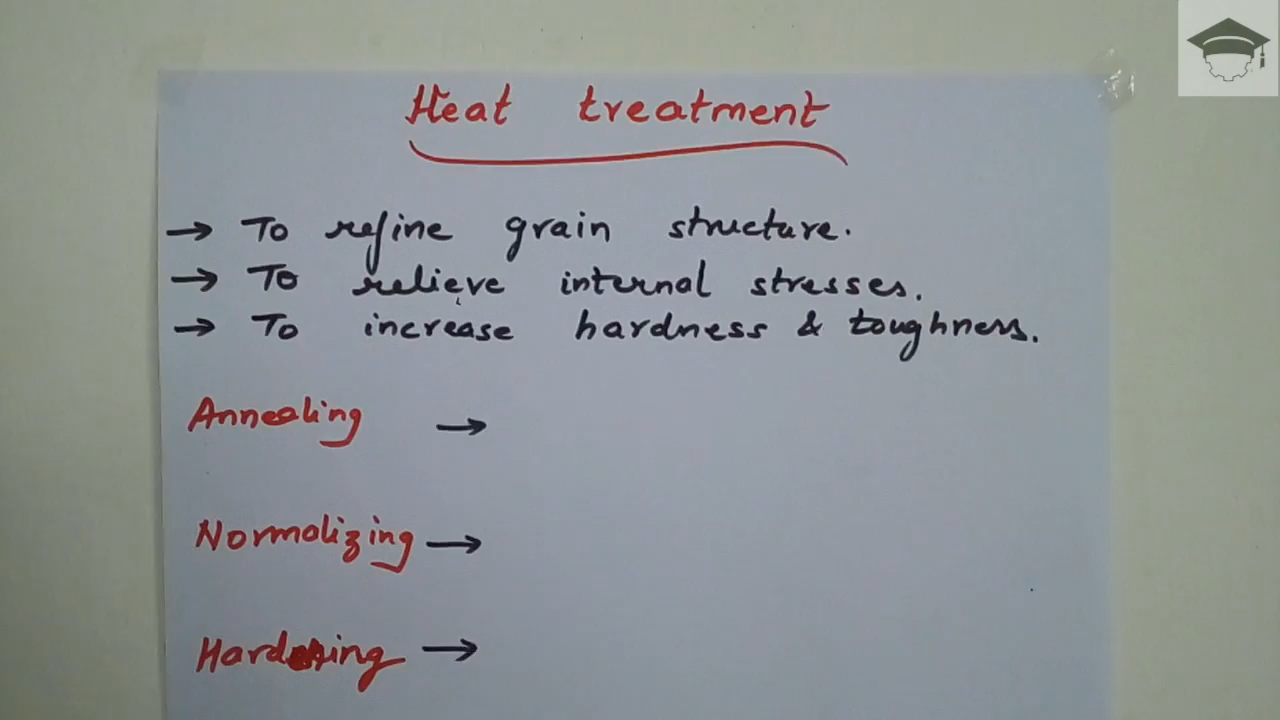 Heat treatment
→ To refine grain structure.
→ To relieve internal stresses.
→ To increase hardness & toughness.
Annealing →
Normalizing →
Hardening →